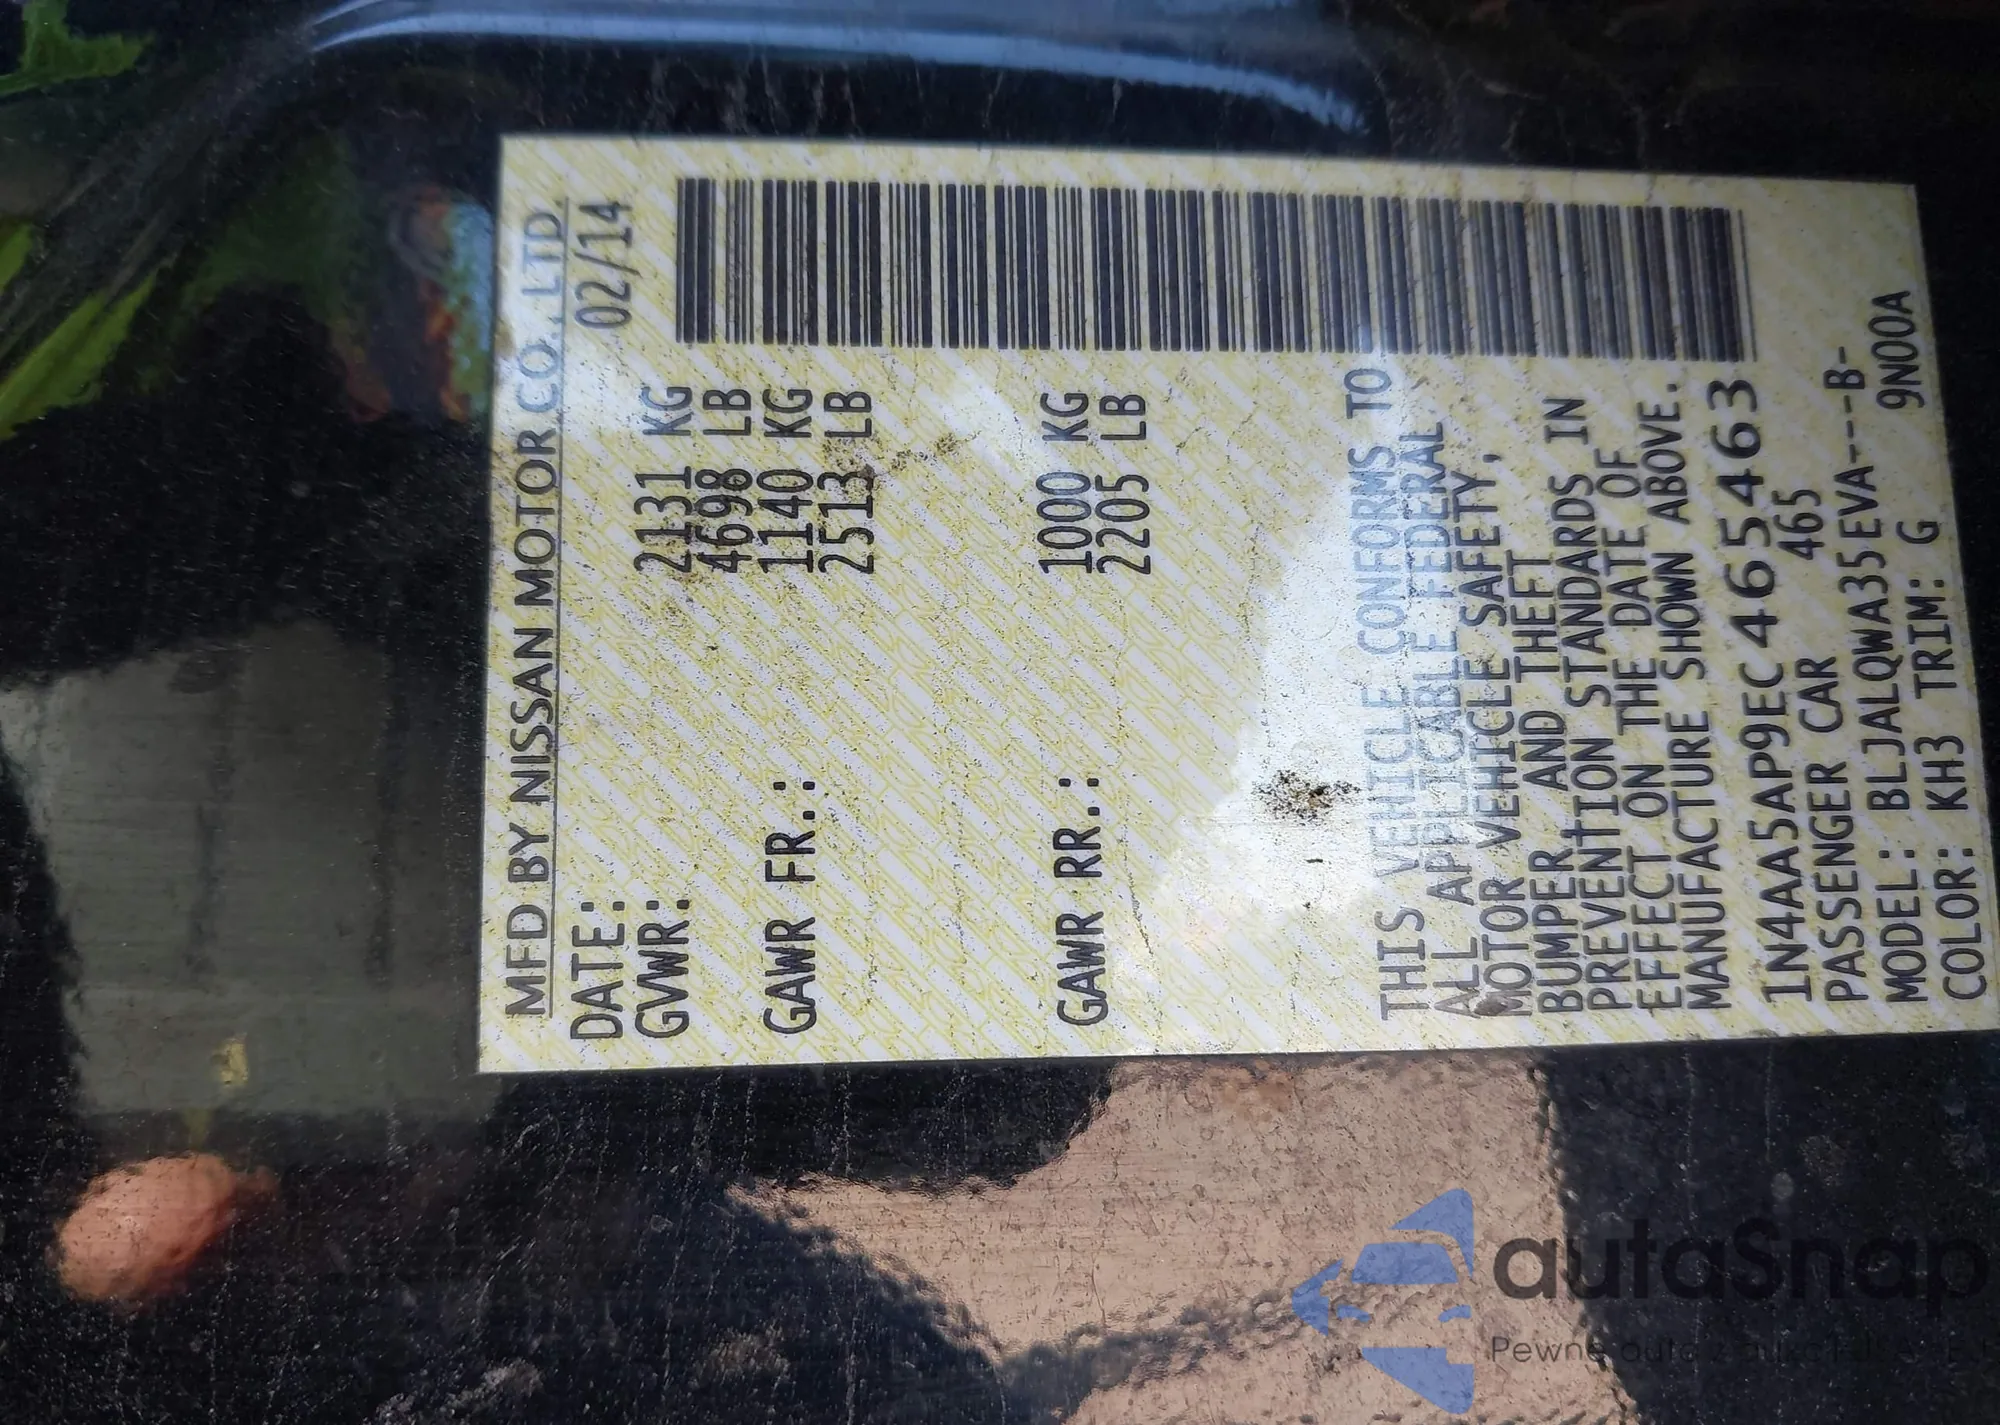 MFD BY NISSAN MOTOR CO., LTD.
DATE: 02/14
GVWR: 2131 KG
4698 LB
GAWR FR.: 1140 KG
2513 LB
GAWR RR.: 1000 KG
2205 LB
THIS VEHICLE CONFORMS TO
ALL APPLICABLE FEDERAL
MOTOR VEHICLE SAFETY,
BUMPER AND THEFT
PREVENTION STANDARDS IN
EFFECT ON THE DATE OF
MANUFACTURE SHOWN ABOVE.
1N4AA5AP9EC465463
PASSENGER CAR 465
MODEL: BLJALQWA35EVA---B-
COLOR: KH3 TRIM: G 9N00A
autaSnap
Pewne auta z